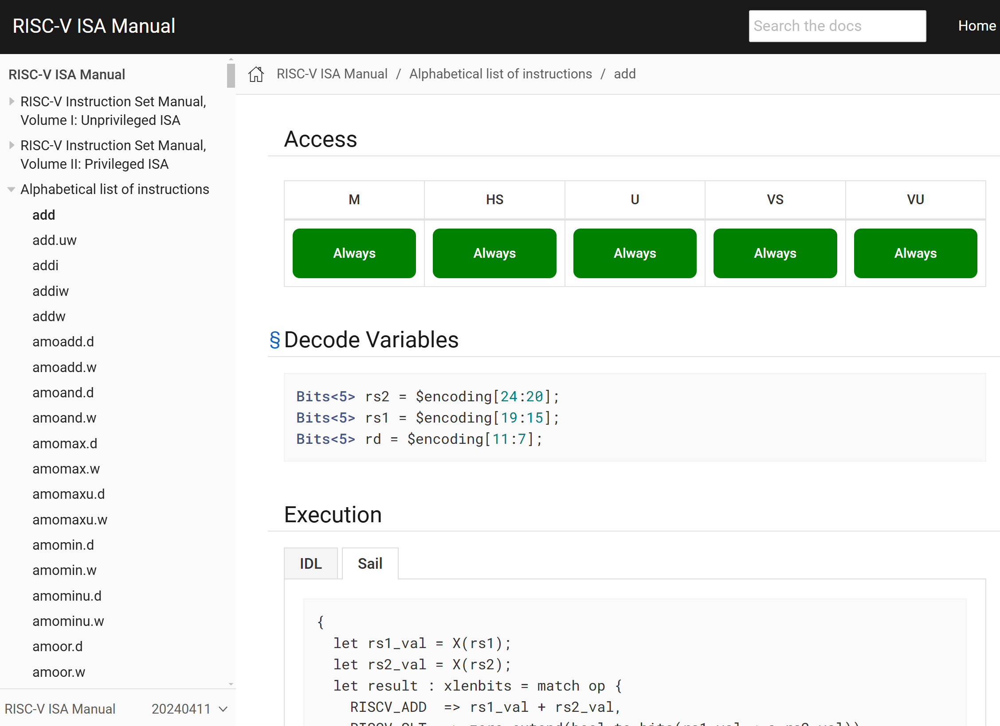 RISC-V ISA Manual
Search the docs
Home
RISC-V ISA Manual
RISC-V Instruction Set Manual,
Volume I: Unprivileged ISA
RISC-V Instruction Set Manual,
Volume II: Privileged ISA
Alphabetical list of instructions
add
add.uw
addi
addiw
addw
amoadd.d
amoadd.w
amoand.d
amoand.w
amomax.d
amomax.w
amomaxu.d
amomaxu.w
amomin.d
amomin.w
amominu.d
amominu.w
amoor.d
amoor.w
RISC-V ISA Manual 20240411
RISC-V ISA Manual / Alphabetical list of instructions / add
Access
M HS U VS VU
Always Always Always Always Always
§Decode Variables
Bits<5> rs2 = $encoding[24:20];
Bits<5> rs1 = $encoding[19:15];
Bits<5> rd = $encoding[11:7];
Execution
IDL Sail
{
let rs1_val = X(rs1);
let rs2_val = X(rs2);
let result : xlenbits = match op {
RISCV_ADD => rs1_val + rs2_val,